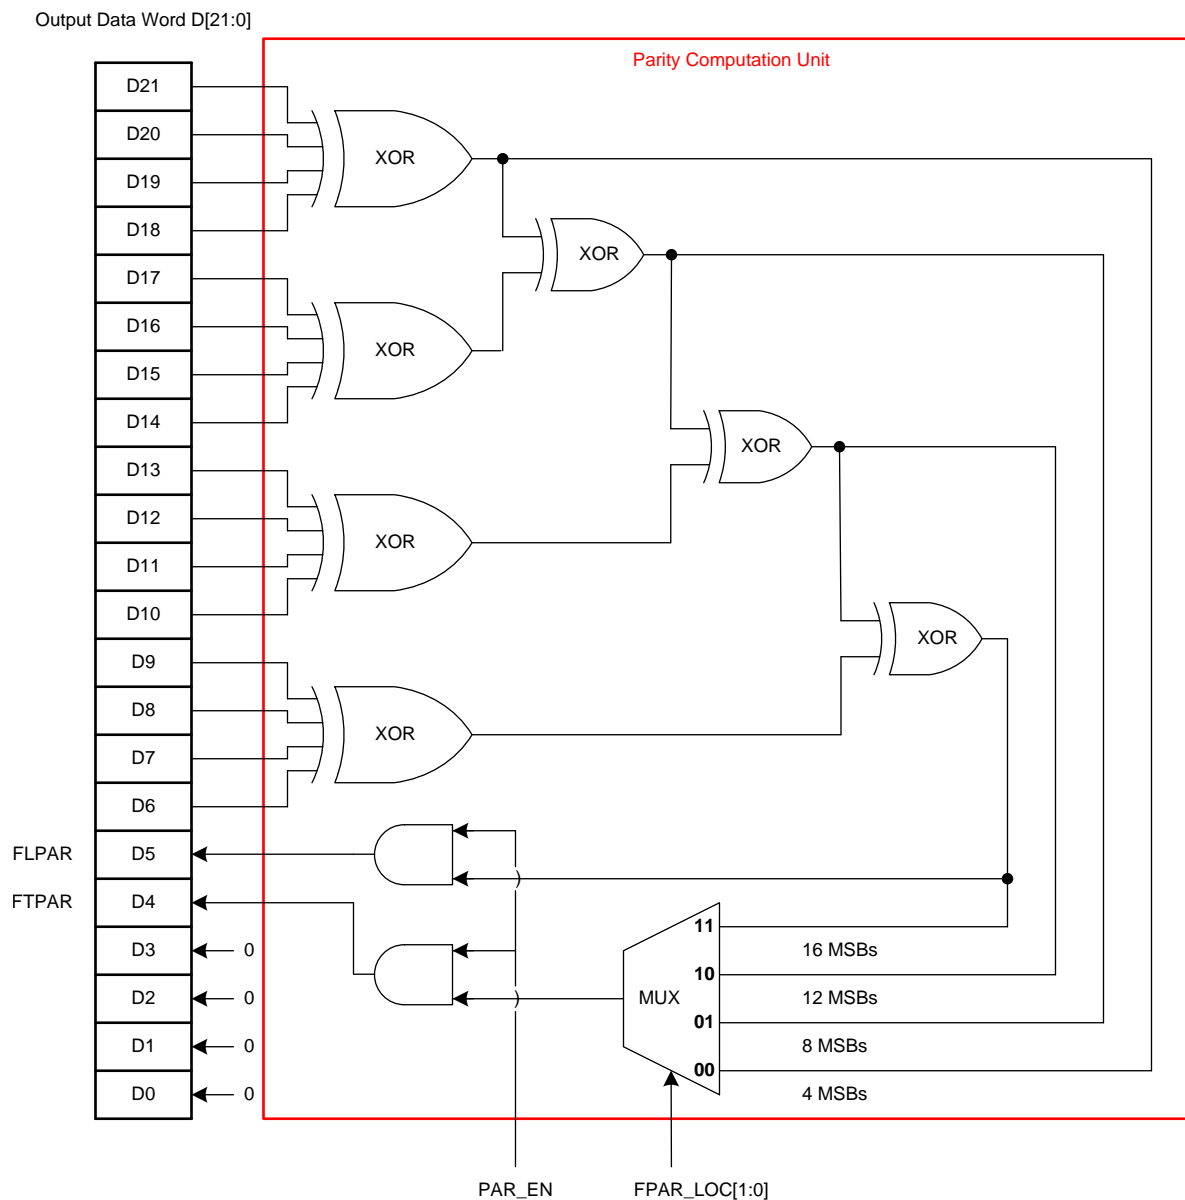 Output Data Word D[21:0]
Parity Computation Unit
D21
D20
XOR
D19
D18
XOR
D17
D16
XOR
D15
D14
XOR
D13
D12
XOR
D11
D10
XOR
D9
D8
XOR
D7
D6
FLPAR D5
FTPAR D4
11
D3 0
16 MSBs
10
D2 0
MUX
12 MSBs
01
D1 0
8 MSBs
00
D0 0
4 MSBs
PAR_EN
FPAR_LOC[1:0]